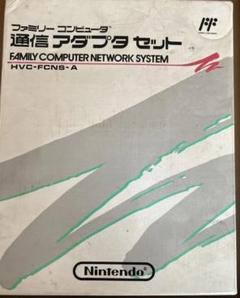 ファミリー コンピュータ
通信アダプタセット
FAMILY COMPUTER NETWORK SYSTEM
HVC-FCNS-A
Nintendo